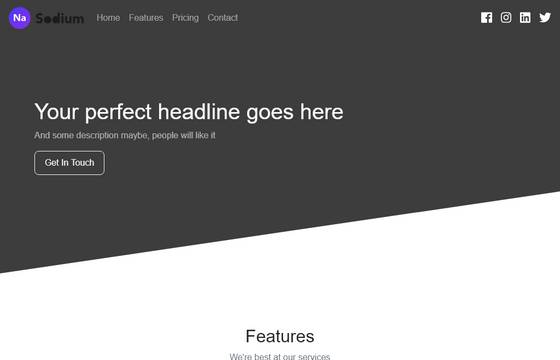 Na Sodium Home Features Pricing Contact
Your perfect headline goes here
And some description maybe, people will like it
Get In Touch
Features
We're best at our services